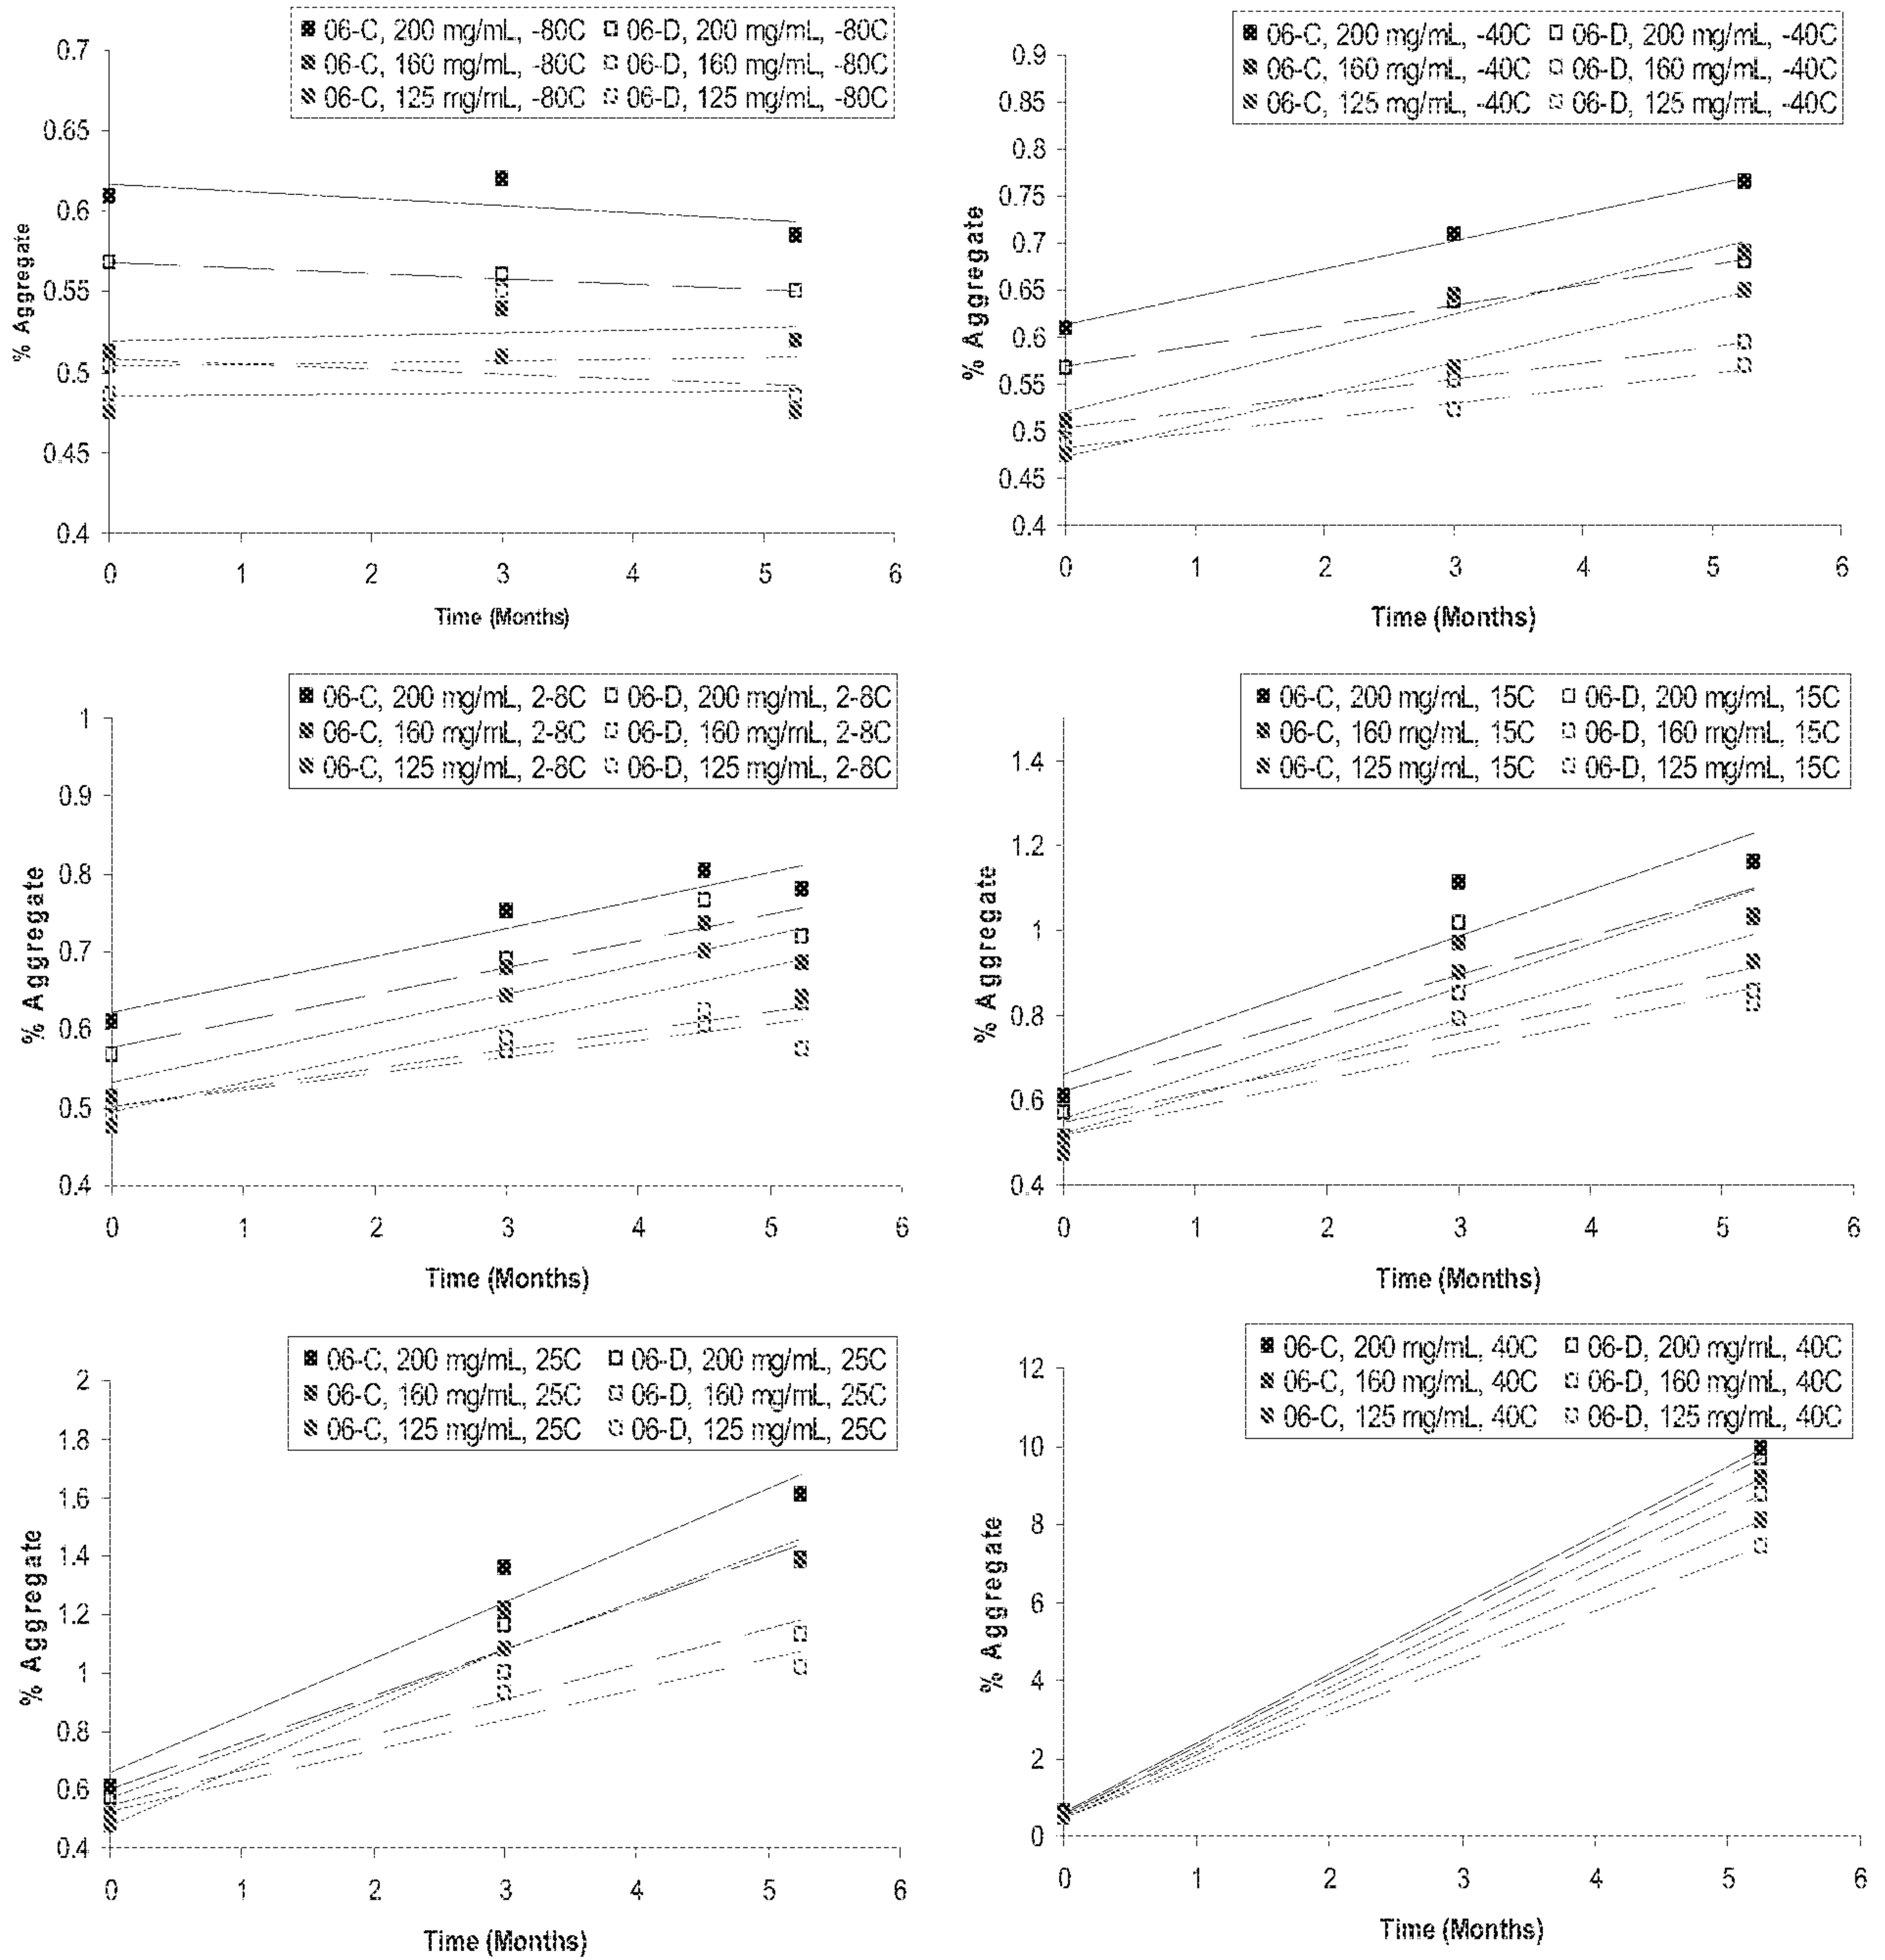 06-C, 200 mg/mL, -80C 06-D, 200 mg/mL, -80C
06-C, 160 mg/mL, -80C 06-D, 160 mg/mL, -80C
06-C, 125 mg/mL, -80C 06-D, 125 mg/mL, -80C
0.7
0.65
0.6
0.55
0.5
0.45
0.4
% Aggregate
0 1 2 3 4 5 6
Time (Months)
06-C, 200 mg/mL, -40C 06-D, 200 mg/mL, -40C
06-C, 160 mg/mL, -40C 06-D, 160 mg/mL, -40C
06-C, 125 mg/mL, -40C 06-D, 125 mg/mL, -40C
0.9
0.85
0.8
0.75
0.7
0.65
0.6
0.55
0.5
0.45
0.4
% Aggregate
0 1 2 3 4 5 6
Time (Months)
06-C, 200 mg/mL, 2-8C 06-D, 200 mg/mL, 2-8C
06-C, 160 mg/mL, 2-8C 06-D, 160 mg/mL, 2-8C
06-C, 125 mg/mL, 2-8C 06-D, 125 mg/mL, 2-8C
1
0.9
0.8
0.7
0.6
0.5
0.4
% Aggregate
0 1 2 3 4 5 6
Time (Months)
06-C, 200 mg/mL, 15C 06-D, 200 mg/mL, 15C
06-C, 160 mg/mL, 15C 06-D, 160 mg/mL, 15C
06-C, 125 mg/mL, 15C 06-D, 125 mg/mL, 15C
1.4
1.2
1
0.8
0.6
0.4
% Aggregate
0 1 2 3 4 5 6
Time (Months)
06-C, 200 mg/mL, 25C 06-D, 200 mg/mL, 25C
06-C, 160 mg/mL, 25C 06-D, 160 mg/mL, 25C
06-C, 125 mg/mL, 25C 06-D, 125 mg/mL, 25C
2
1.8
1.6
1.4
1.2
1
0.8
0.6
0.4
% Aggregate
0 1 2 3 4 5 6
Time (Months)
06-C, 200 mg/mL, 40C 06-D, 200 mg/mL, 40C
06-C, 160 mg/mL, 40C 06-D, 160 mg/mL, 40C
06-C, 125 mg/mL, 40C 06-D, 125 mg/mL, 40C
12
10
8
6
4
2
0
% Aggregate
0 1 2 3 4 5 6
Time (Months)